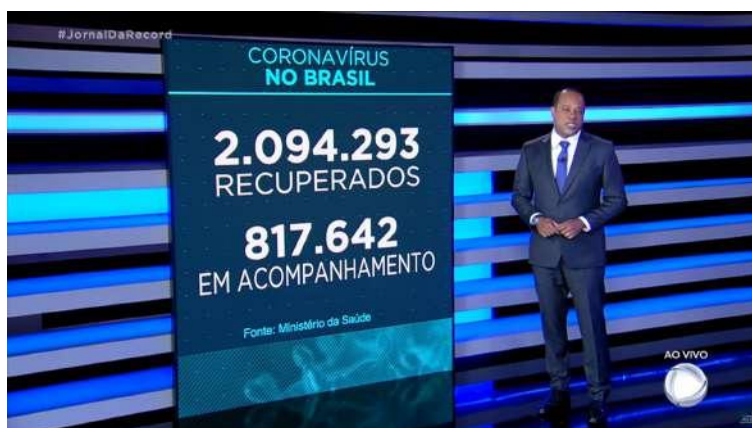 #JornalDaRecord
CORONAVÍRUS
NO BRASIL
2.094.293
RECUPERADOS
817.642
EM ACOMPANHAMENTO
Fonte: Ministério da Saúde
AO VIVO